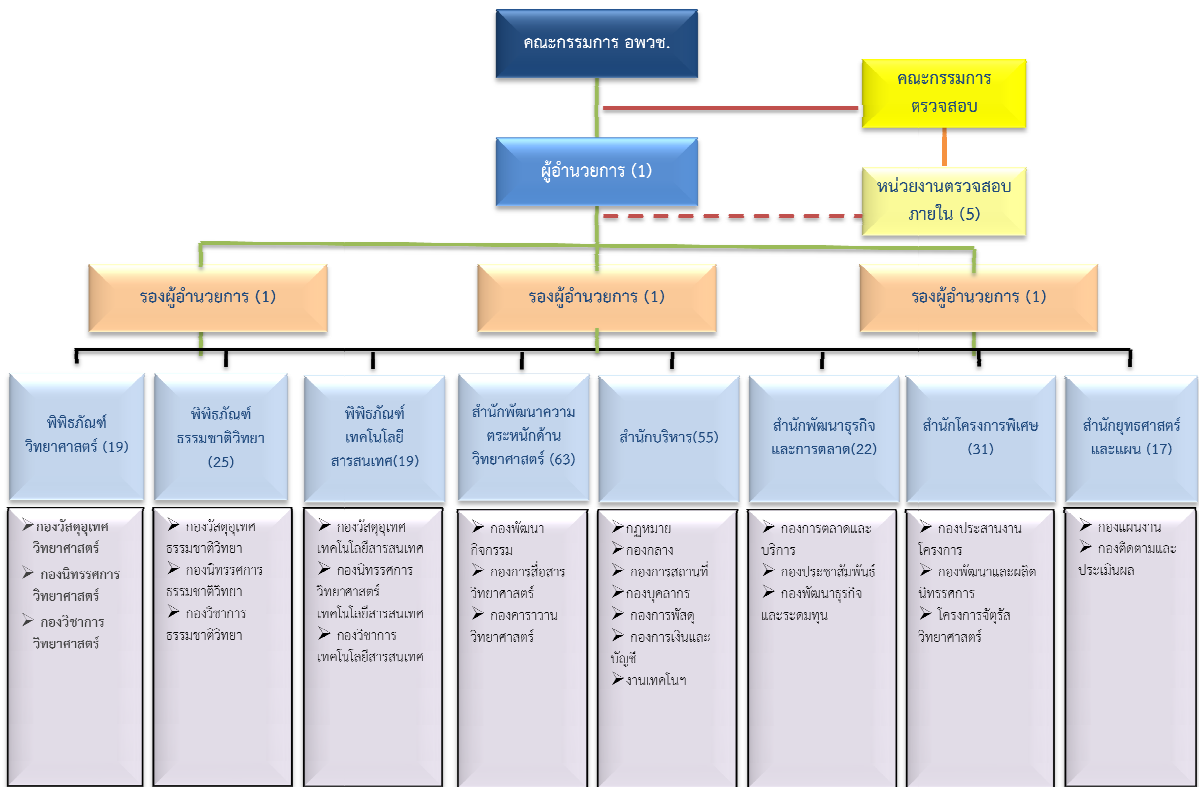 คณะกรรมการ อพวช.
คณะกรรมการ
ตรวจสอบ
ผู้อำนวยการ (1)
หน่วยงานตรวจสอบ
ภายใน (5)
รองผู้อำนวยการ (1)
รองผู้อำนวยการ (1)
รองผู้อำนวยการ (1)
พิพิธภัณฑ์
วิทยาศาสตร์ (19)
พิพิธภัณฑ์
ธรรมชาติวิทยา
(25)
พิพิธภัณฑ์
เทคโนโลยี
สารสนเทศ(19)
สำนักพัฒนาความ
ตระหนักด้าน
วิทยาศาสตร์ (63)
สำนักบริหาร(55)
สำนักพัฒนาธุรกิจ
และการตลาด(22)
สำนักโครงการพิเศษ
(31)
สำนักยุทธศาสตร์
และแผน (17)
➢ กองวัสดุอุเทศ
วิทยาศาสตร์
➢ กองนิทรรศการ
วิทยาศาสตร์
➢ กองวิชาการ
วิทยาศาสตร์
➢ กองวัสดุอุเทศ
ธรรมชาติวิทยา
➢ กองนิทรรศการ
ธรรมชาติวิทยา
➢ กองวิชาการ
ธรรมชาติวิทยา
➢ กองวัสดุอุเทศ
เทคโนโลยีสารสนเทศ
➢ กองนิทรรศการ
วิทยาศาสตร์
เทคโนโลยีสารสนเทศ
➢ กองวิชาการ
เทคโนโลยีสารสนเทศ
➢ กองพัฒนา
กิจกรรม
➢ กองการสื่อสาร
วิทยาศาสตร์
➢ กองคาราวาน
วิทยาศาสตร์
➢กฎหมาย
➢ กองกลาง
➢ กองการสถานที่
➢กองบุคลากร
➢ กองการพัสดุ
➢ กองการเงินและ
บัญชี
➢งานเทคโนฯ
➢ กองการตลาดและ
บริการ
➢ กองประชาสัมพันธ์
➢ กองพัฒนาธุรกิจ
และระดมทุน
➢ กองประสานงาน
โครงการ
➢ กองพัฒนาและผลิต
นิทรรศการ
➢ โครงการจัตุรัส
วิทยาศาสตร์
➢ กองแผนงาน
➢ กองติดตามและ
ประเมินผล